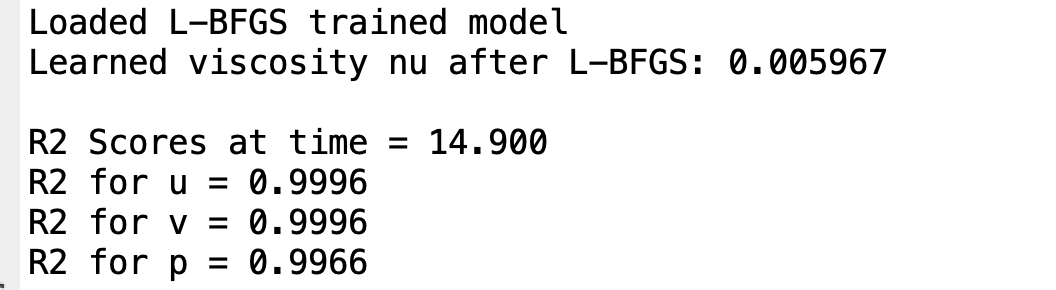 Loaded L-BFGS trained model
Learned viscosity nu after L-BFGS: 0.005967
R2 Scores at time = 14.900
R2 for u = 0.9996
R2 for v = 0.9996
R2 for p = 0.9966